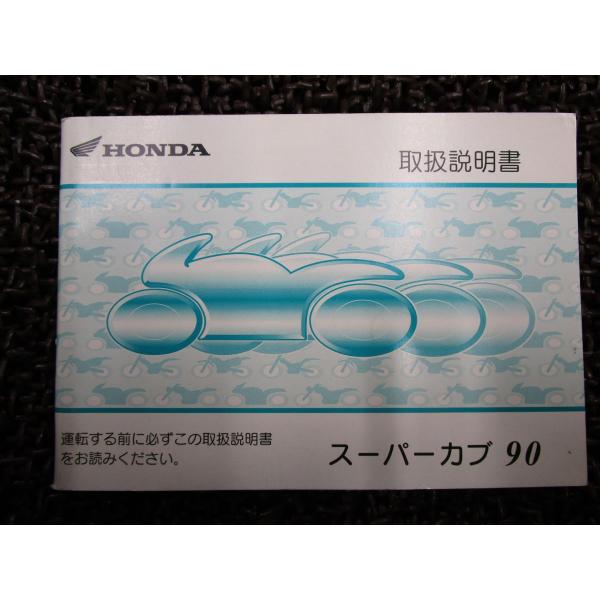 HONDA
取扱説明書
運転する前に必ずこの取扱説明書
をお読みください。
スーパーカブ 90